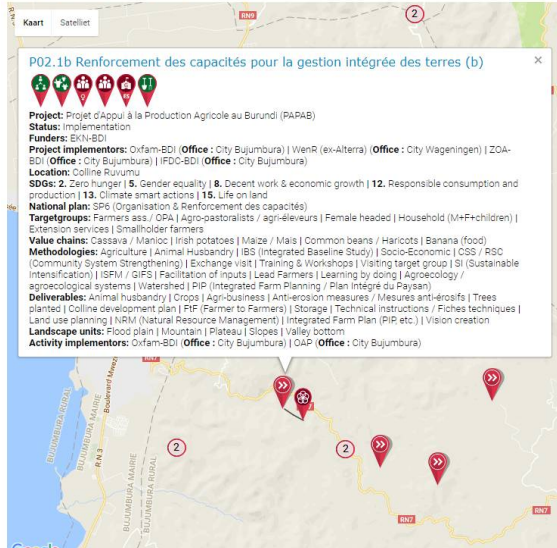 Kaart Satelliet
RN9
2
P02.1b Renforcement des capacités pour la gestion intégrée des terres (b)
×
Project: Projet d'Appui à la Production Agricole au Burundi (PAPAB)
Status: Implementation
Funders: EKN-BDI
Project implementors: Oxfam-BDI (Office : City Bujumbura) | WenR (ex-Alterra) (Office : City Wageningen) | ZOA-
BDI (Office : City Bujumbura) | IFDC-BDI (Office : City Bujumbura)
Location: Colline Ruvumu
SDGs: 2. Zero hunger | 5. Gender equality | 8. Decent work & economic growth | 12. Responsible consumption and
production | 13. Climate smart actions | 15. Life on land
National plan: SP6 (Organisation & Renforcement des capacités)
Targetgroups: Farmers ass./ OPA | Agro-pastoralists / agri-éleveurs | Female headed | Household (M+F+children) |
Extension services | Smallholder farmers
Value chains: Cassava / Manioc | Irish potatoes | Maize / Mais | Common beans / Haricots | Banana (food)
Methodologies: Agriculture | Animal Husbandry | IBS (Integrated Baseline Study) | Socio-Economic | CSS / RSC
(Community System Strengthening) | Exchange visit | Training & Workshops | Visiting target group | SI (Sustainable
Intensification) | ISFM / GIFS | Facilitation of inputs | Lead Farmers | Learning by doing | Agroecology /
agroecological systems | Watershed | PIP (Integrated Farm Planning / Plan Intégré du Paysan)
Deliverables: Animal husbandry | Crops | Agri-business | Anti-erosion measures / Mesures anti-érosifs | Trees
planted | Colline development plan | FtF (Farmer to Farmers) | Storage | Technical instructions / Fiches techniques |
Land use planning | NRM (Natural Resource Management) | Integrated Farm Plan (PIP, etc.) | Vision creation
Landscape units: Flood plain | Mountain | Plateau | Slopes | Valley bottom
Activity implementors: Oxfam-BDI (Office : City Bujumbura) | OAP (Office : City Bujumbura)
RN7
Boulevard
RN7
BUJUMBURA RURAL
BUJUMBURA MAIRIE
R.N.3
2
2
BUJUMBURA MAIRIE
BUJUMBURA RURAL
RN7
RN7